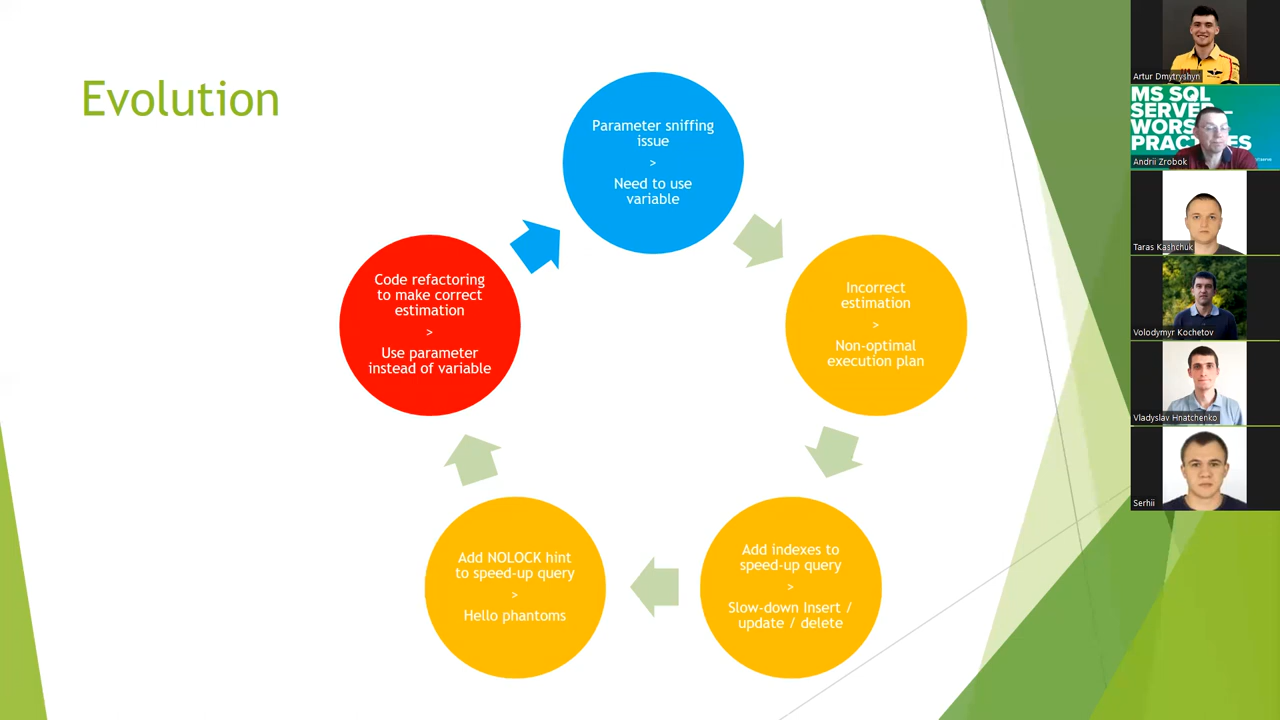 Evolution
Parameter sniffing
issue
>
Need to use
variable
Incorrect
estimation
>
Non-optimal
execution plan
Add indexes to
speed-up query
>
Slow-down Insert /
update / delete
Add NOLOCK hint
to speed-up query
>
Hello phantoms
Code refactoring
to make correct
estimation
>
Use parameter
instead of variable
Artur Dmytryshyn
MS SQL
SERVER –
Andrii Zrobok
Taras Kashchuk
Volodymyr Kochetov
Vladyslav Hnatchenko
Serhii